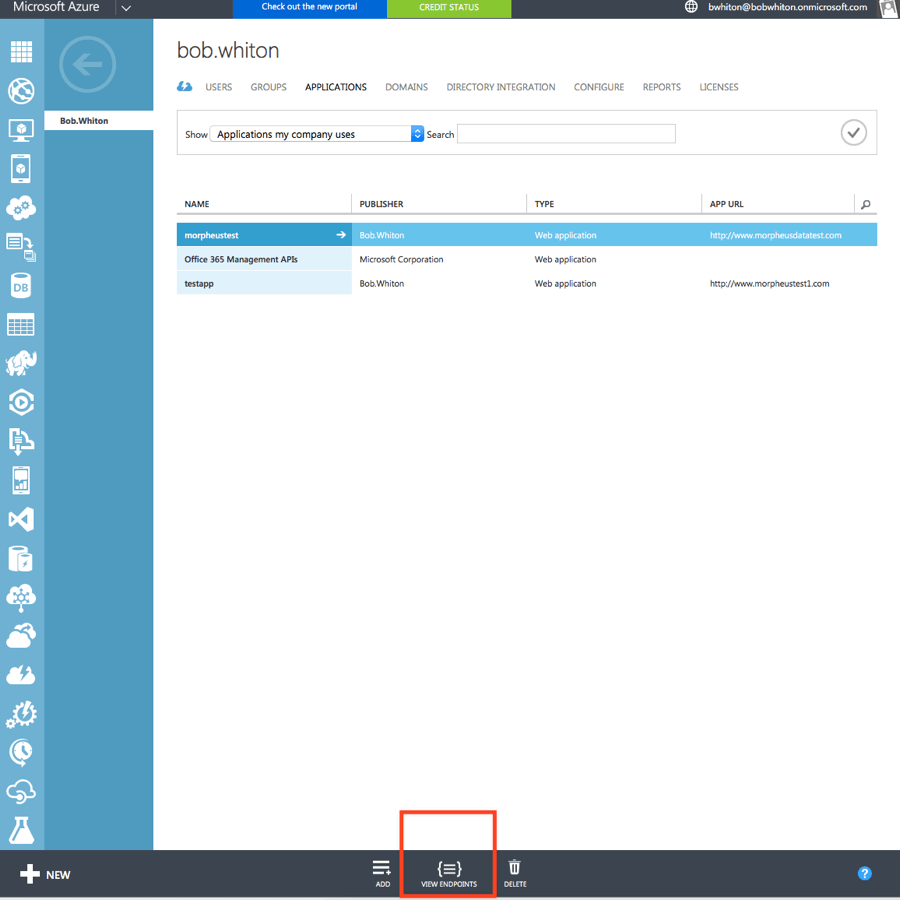 Microsoft Azure
Check out the new portal
CREDIT STATUS
bwhiton@bobwhiton.onmicrosoft.com
bob.whiton
Bob.Whiton
USERS GROUPS APPLICATIONS DOMAINS DIRECTORY INTEGRATION CONFIGURE REPORTS LICENSES
Show Applications my company uses Search
NAME PUBLISHER TYPE APP URL
morpheustest Bob.Whiton Web application http://www.morpheusdatatest.com
Office 365 Management APIs Microsoft Corporation Web application
testapp Bob.Whiton Web application http://www.morpheustest1.com
DB
NEW
ADD
VIEW ENDPOINTS
DELETE
?